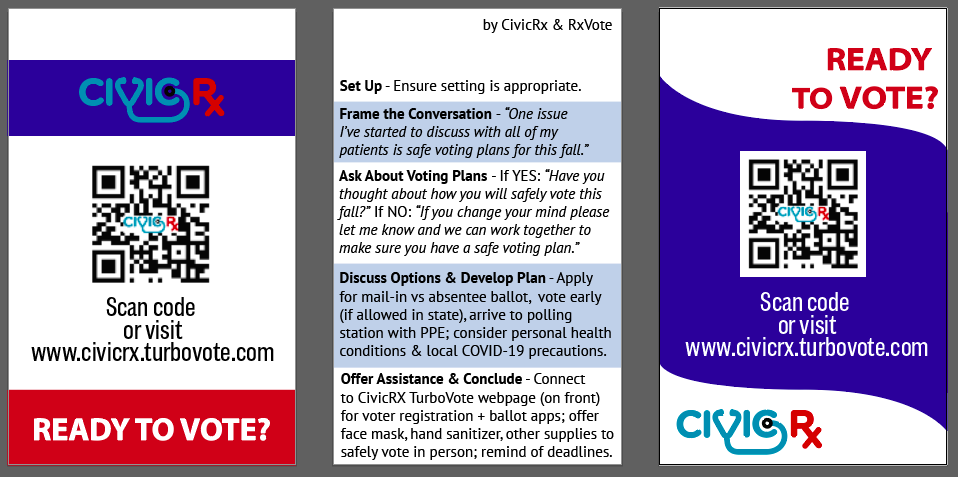 CIVIC Rx
CIVIC Rx
Scan code
or visit
www.civicrx.turbovote.com
READY TO VOTE?
by CivicRx & RxVote
Set Up - Ensure setting is appropriate.
Frame the Conversation - “One issue
I’ve started to discuss with all of my
patients is safe voting plans for this fall.”
Ask About Voting Plans - If YES: “Have you
thought about how you will safely vote this
fall?” If NO: “If you change your mind please
let me know and we can work together to
make sure you have a safe voting plan.”
Discuss Options & Develop Plan - Apply
for mail-in vs absentee ballot, vote early
(if allowed in state), arrive to polling
station with PPE; consider personal health
conditions & local COVID-19 precautions.
Offer Assistance & Conclude - Connect
to CivicRX TurboVote webpage (on front)
for voter registration + ballot apps; offer
face mask, hand sanitizer, other supplies to
safely vote in person; remind of deadlines.
READY
TO VOTE?
CIVIC Rx
Scan code
or visit
www.civicrx.turbovote.com
CIVIC Rx